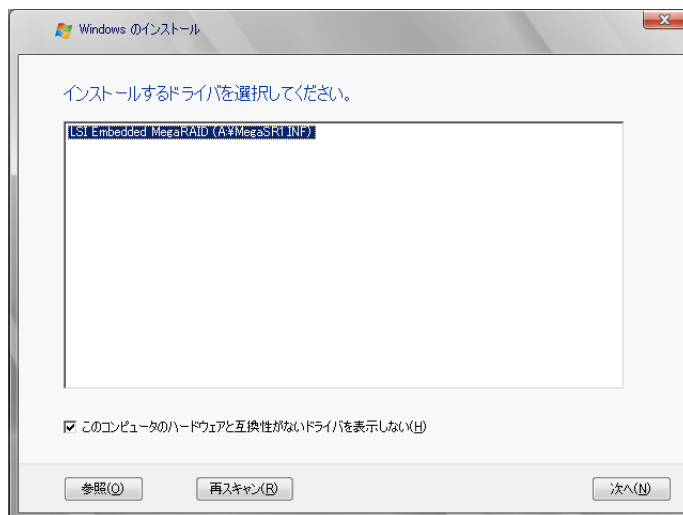 Windows のインストール
インストールするドライバを選択してください。
LSI Embedded MegaRAID (A¥MegaSR1.INF)
このコンピュータのハードウェアと互換性がないドライバを表示しない(H)
参照(O)
再スキャン(R)
次へ(N)